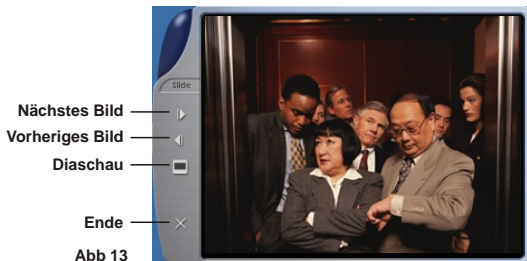 Slide
Nächstes Bild
Vorheriges Bild
Diaschau
Ende
Abb 13